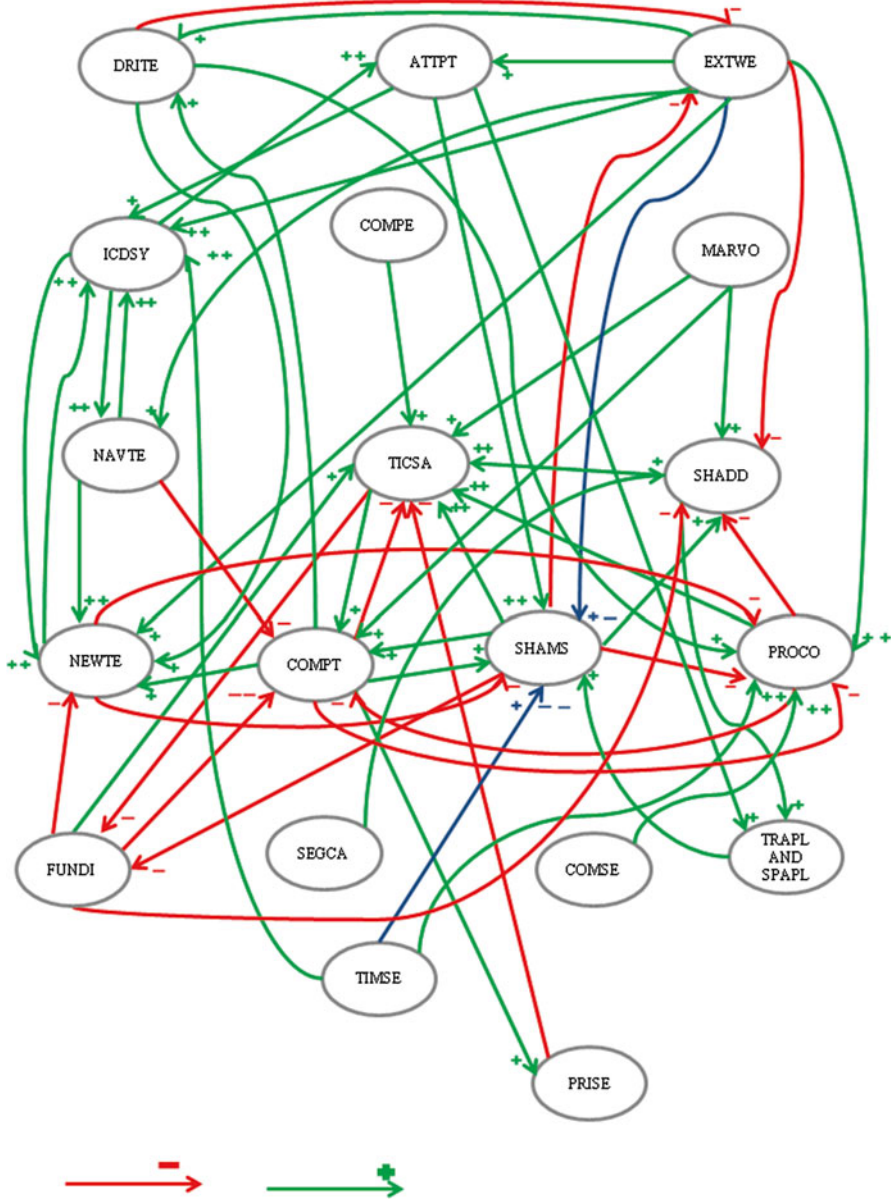 DRITE
ATTPT
EXTWE
ICDSY
COMPE
MARVO
NAVTE
TICSA
SHADD
NEWTE
COMPT
SHAMS
PROCO
FUNDI
SEGCA
COMSE
TRAPL
AND
SPAPL
TIMSE
PRISE
- +